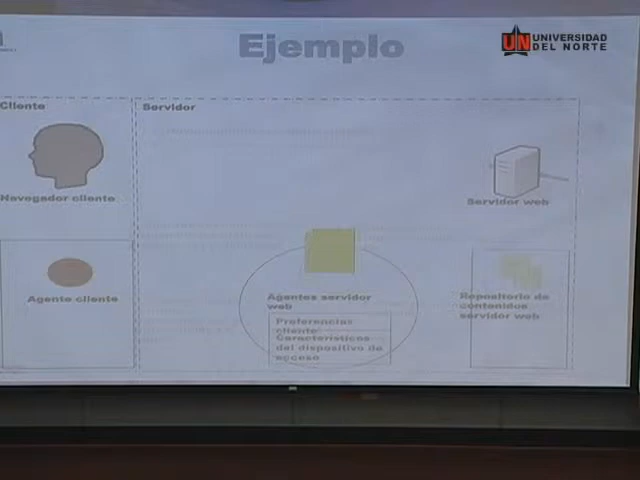 Ejemplo
UN UNIVERSIDAD
DEL NORTE
Cliente
Servidor
Navegador cliente
Servidor web
Agente cliente
Agentes servidor
web
Repositorio de
contenidos
servidor web
Preferencias
cliente
Características
del dispositivo de
acceso